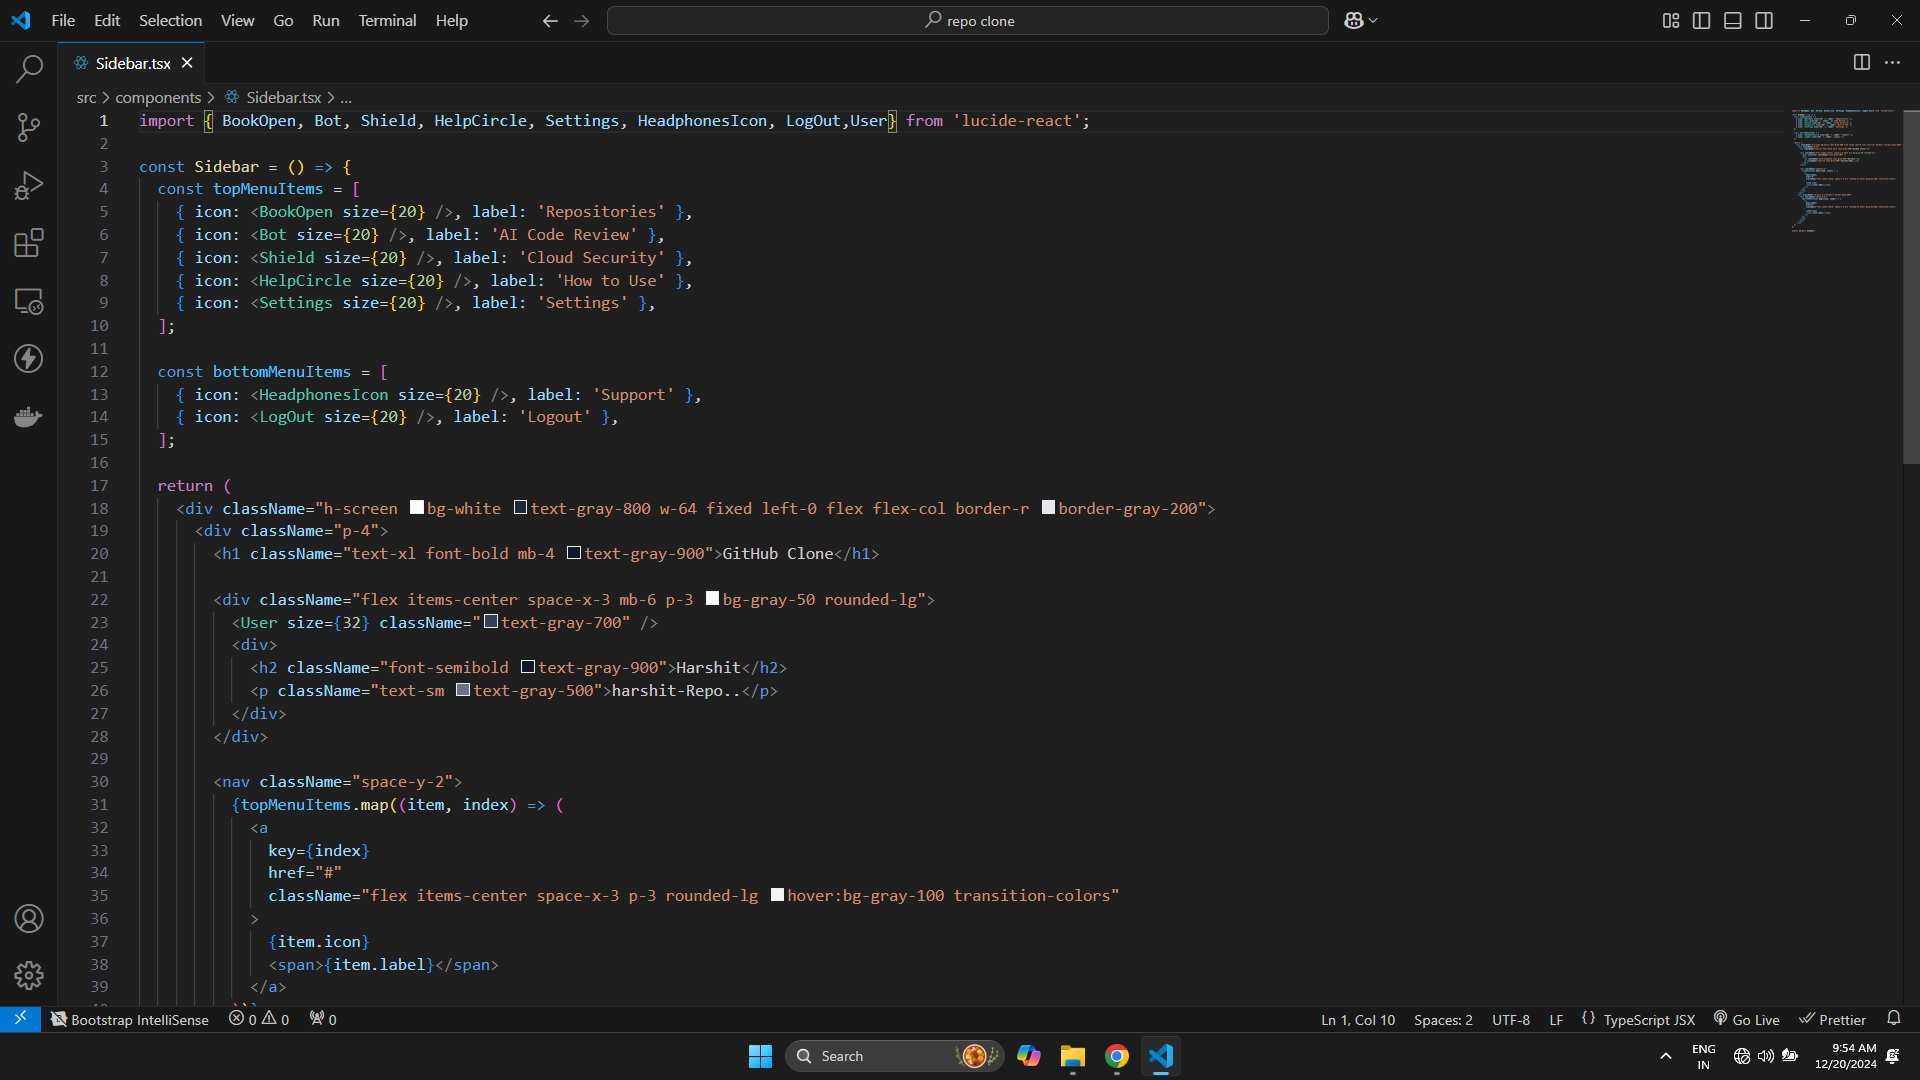 File Edit Selection View Go Run Terminal Help
repo clone
Sidebar.tsx
src > components > Sidebar.tsx > ...
1 import { BookOpen, Bot, Shield, HelpCircle, Settings, HeadphonesIcon, LogOut,User} from 'lucide-react';
2
3 const Sidebar = () => {
4 const topMenuItems = [
5 { icon: <BookOpen size={20} />, label: 'Repositories' },
6 { icon: <Bot size={20} />, label: 'AI Code Review' },
7 { icon: <Shield size={20} />, label: 'Cloud Security' },
8 { icon: <HelpCircle size={20} />, label: 'How to Use' },
9 { icon: <Settings size={20} />, label: 'Settings' },
10 ];
11
12 const bottomMenuItems = [
13 { icon: <HeadphonesIcon size={20} />, label: 'Support' },
14 { icon: <LogOut size={20} />, label: 'Logout' },
15 ];
16
17 return (
18 <div className="h-screen bg-white text-gray-800 w-64 fixed left-0 flex flex-col border-r border-gray-200">
19 <div className="p-4">
20 <h1 className="text-xl font-bold mb-4 text-gray-900">GitHub Clone</h1>
21
22 <div className="flex items-center space-x-3 mb-6 p-3 bg-gray-50 rounded-lg">
23 <User size={32} className="text-gray-700" />
24 <div>
25 <h2 className="font-semibold text-gray-900">Harshit</h2>
26 <p className="text-sm text-gray-500">harshit-Repo..</p>
27 </div>
28 </div>
29
30 <nav className="space-y-2">
31 {topMenuItems.map((item, index) => (
32 <a
33 key={index}
34 href="#"
35 className="flex items-center space-x-3 p-3 rounded-lg hover:bg-gray-100 transition-colors"
36 >
37 {item.icon}
38 <span>{item.label}</span>
39 </a>
Bootstrap IntelliSense 0 0 0 Ln 1, Col 10 Spaces: 2 UTF-8 LF {} TypeScript JSX Go Live Prettier
Search
ENG
IN
9:54 AM
12/20/2024